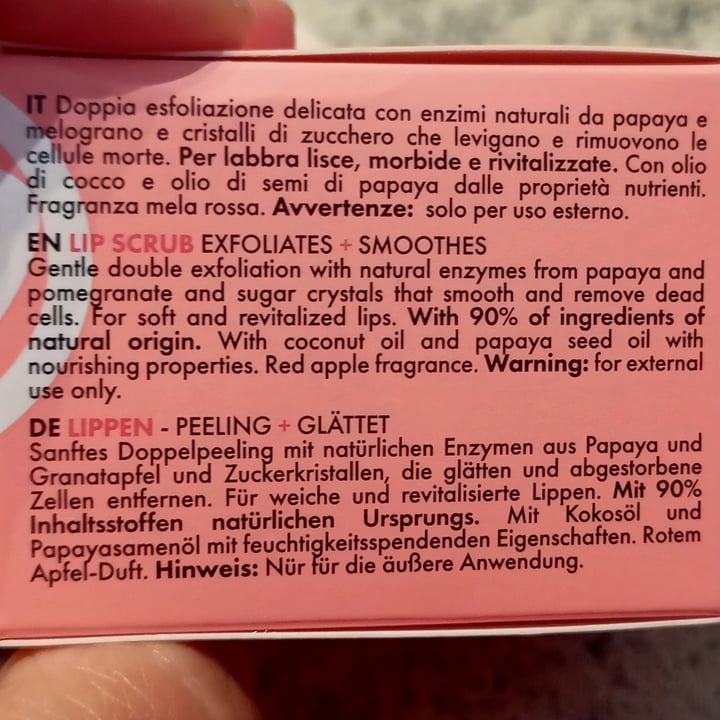 IT Doppia esfoliazione delicata con enzimi naturali da papaya e
melograno e cristalli di zucchero che levigano e rimuovono le
cellule morte. Per labbra lisce, morbide e rivitalizzate. Con olio
di cocco e olio di semi di papaya dalle proprietà nutrienti.
Fragranza mela rossa. Avvertenze: solo per uso esterno.
EN LIP SCRUB EXFOLIATES + SMOOTHES
Gentle double exfoliation with natural enzymes from papaya and
pomegranate and sugar crystals that smooth and remove dead
cells. For soft and revitalized lips. With 90% of ingredients of
natural origin. With coconut oil and papaya seed oil with
nourishing properties. Red apple fragrance. Warning: for external
use only.
DE LIPPEN - PEELING + GLÄTTET
Sanftes Doppelpeeling mit natürlichen Enzymen aus Papaya und
Granatapfel und Zuckerkristallen, die glätten und abgestorbene
Zellen entfernen. Für weiche und revitalisierte Lippen. Mit 90%
Inhaltsstoffen natürlichen Ursprungs. Mit Kokosöl und
Papayasamenöl mit feuchtigkeitsspendenden Eigenschaften. Rotem
Apfel-Duft. Hinweis: Nür für die äußere Anwendung.